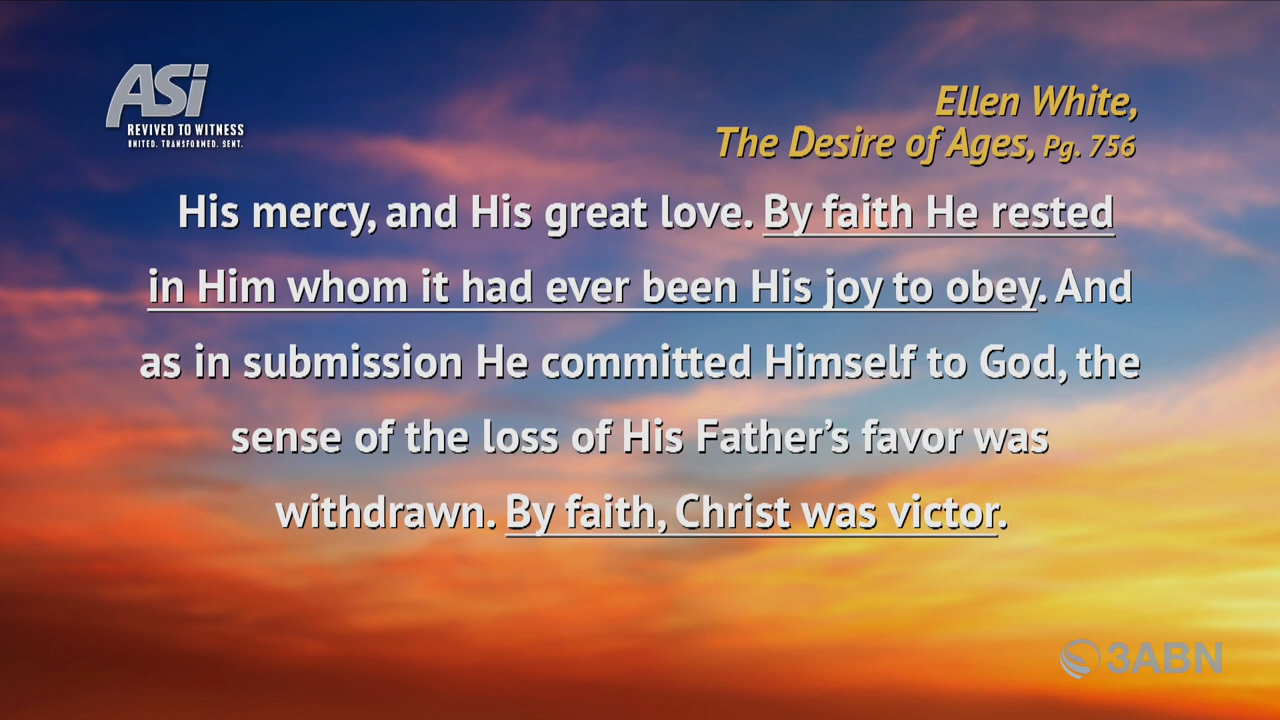 ASi
REVIVED TO WITNESS
UNITED. TRANSFORMED. SENT.
Ellen White,
The Desire of Ages, Pg. 756
His mercy, and His great love. By faith He rested
in Him whom it had ever been His joy to obey. And
as in submission He committed Himself to God, the
sense of the loss of His Father’s favor was
withdrawn. By faith, Christ was victor.
3ABN